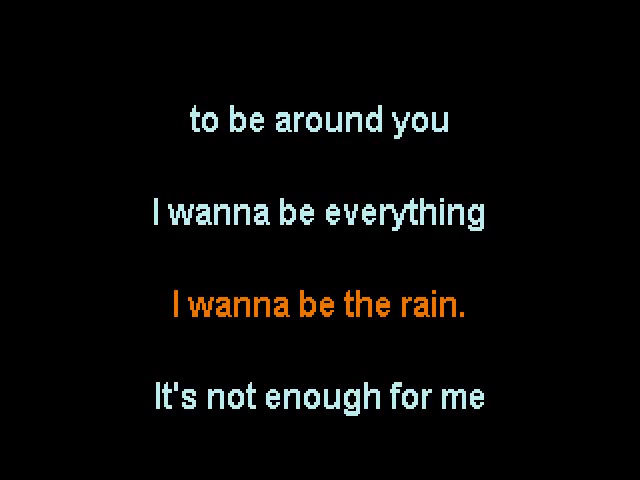 to be around you
I wanna be everything
I wanna be the rain.
It's not enough for me